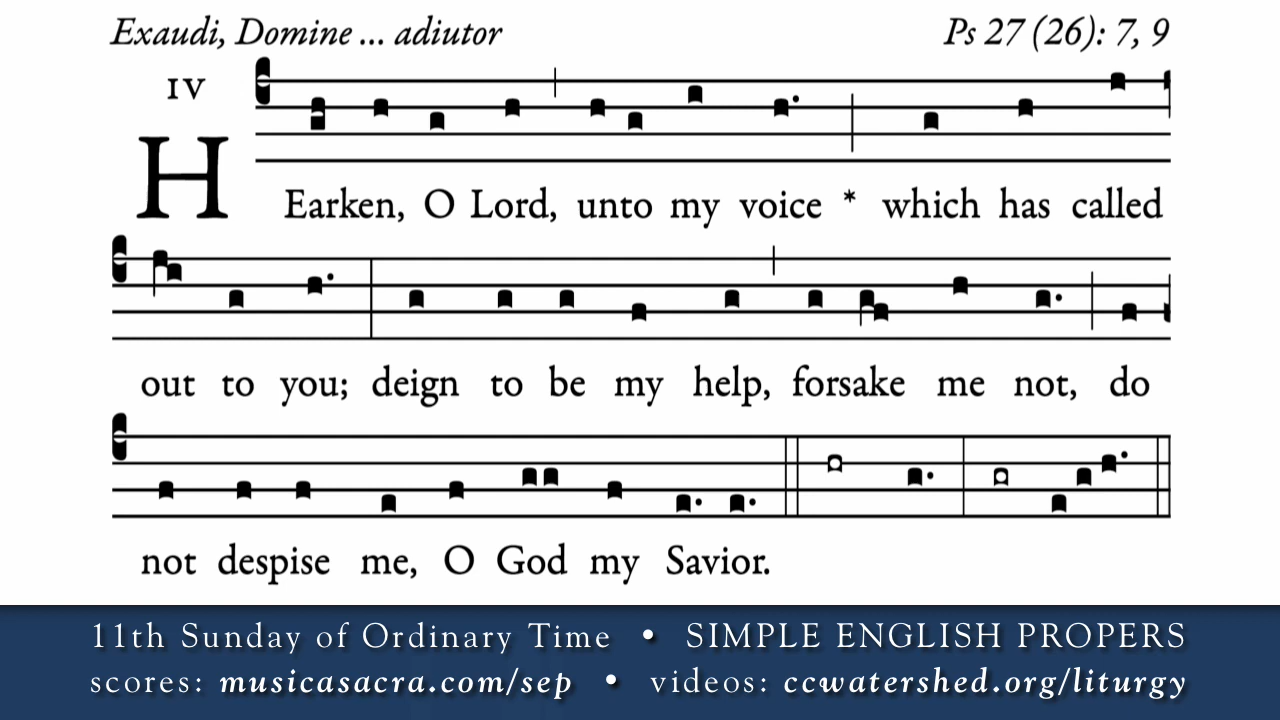 Exaudi, Domine ... adiutor Ps 27 (26): 7, 9
IV
HEarken, O Lord, unto my voice * which has called
out to you; deign to be my help, forsake me not, do
not despise me, O God my Savior.
11th Sunday of Ordinary Time • SIMPLE ENGLISH PROPERS
scores: musicasacra.com/sep • videos: ccwatershed.org/liturgy